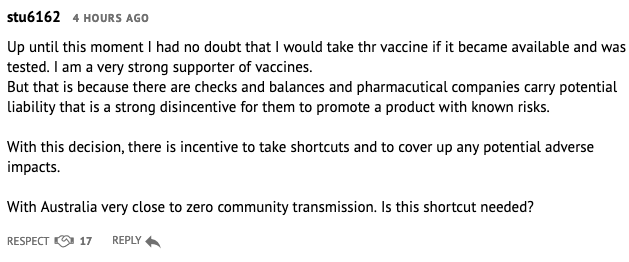 stu6162 4 HOURS AGO
Up until this moment I had no doubt that I would take thr vaccine if it became available and was
tested. I am a very strong supporter of vaccines.
But that is because there are checks and balances and pharmacutical companies carry potential
liability that is a strong disincentive for them to promote a product with known risks.
With this decision, there is incentive to take shortcuts and to cover up any potential adverse
impacts.
With Australia very close to zero community transmission. Is this shortcut needed?
RESPECT 17 REPLY